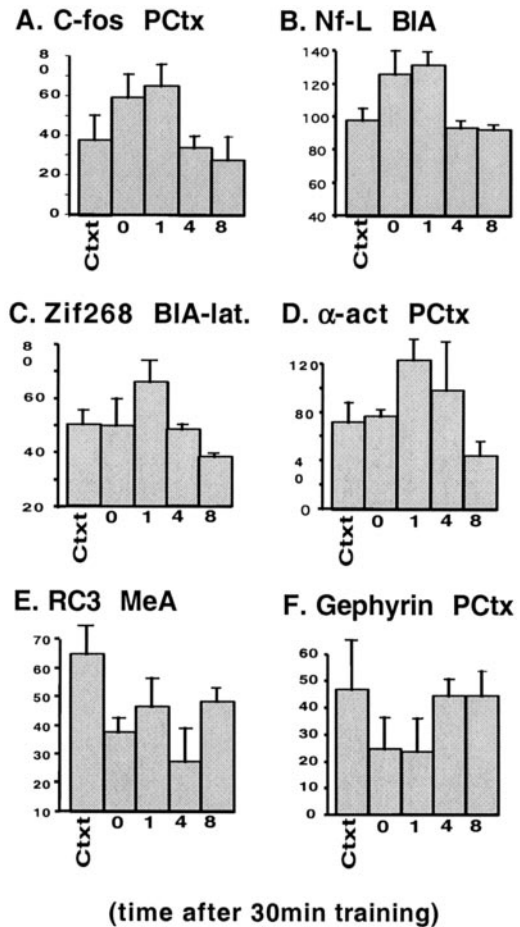 A. C-fos PCtx
B. Nf-L BlA
8
0
60
40
20
0
Ctxt 0 1 4 8
140
120
100
80
60
40
Ctxt 0 1 4 8
C. Zif268 BlA-lat.
D. α-act PCtx
8
0
60
40
20
Ctxt 0 1 4 8
120
80
4
0
0
Ctxt 0 1 4 8
E. RC3 MeA
F. Gephyrin PCtx
70
60
50
40
30
20
10
Ctxt 0 1 4 8
60
50
40
30
20
10
0
Ctxt 0 1 4 8
(time after 30min training)